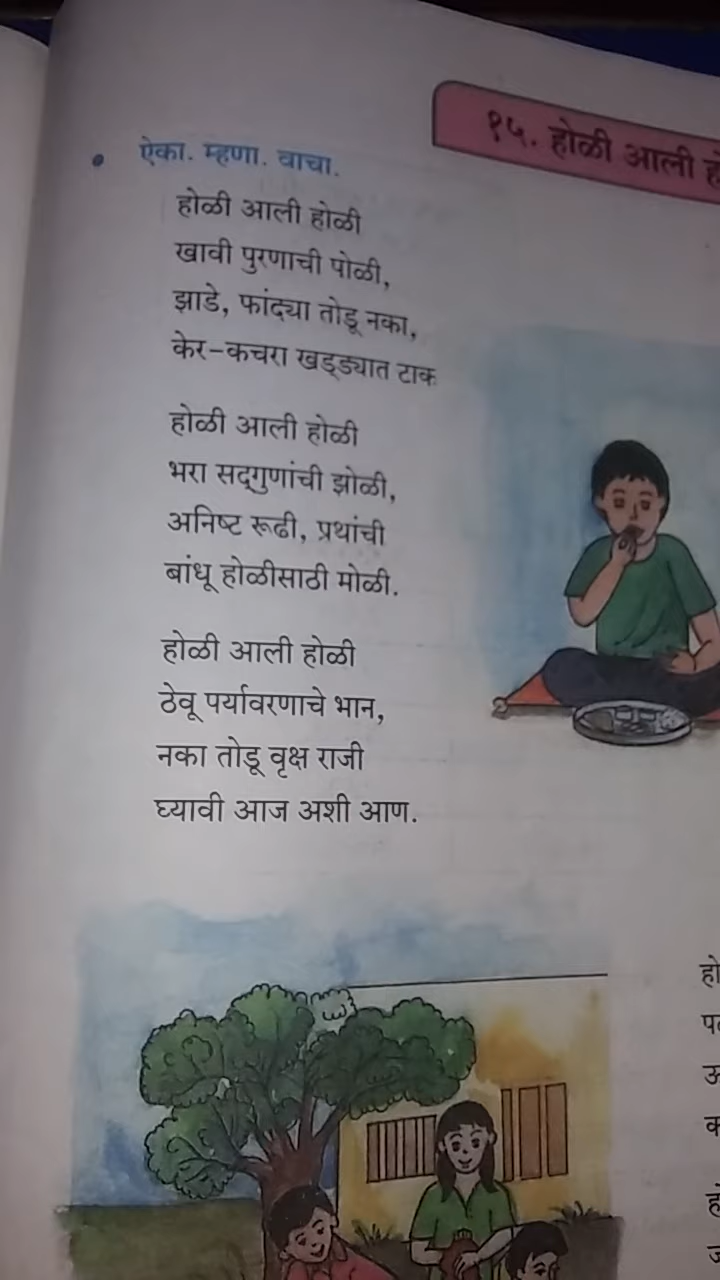 १५. होळी आली
ऐका. म्हणा. वाचा.
होळी आली होळी
खावी पुरणाची पोळी,
झाडे, फांद्या तोडू नका,
केर-कचरा खड्ड्यात टाक
होळी आली होळी
भरा सद्‌गुणांची झोळी,
अनिष्ट रूढी, प्रथांची
बांधू होळीसाठी मोळी.
होळी आली होळी
ठेवू पर्यावरणाचे भान,
नका तोडू वृक्ष राजी
घ्यावी आज अशी आण.